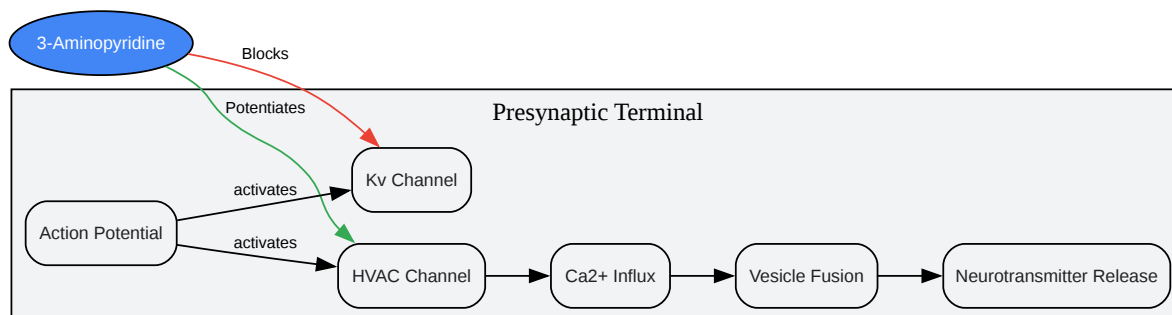 3-Aminopyridine
Blocks
Potentiates
Presynaptic Terminal
Kv Channel
activates
Action Potential
activates
HVAC Channel
Ca2+ Influx
Vesicle Fusion
Neurotransmitter Release